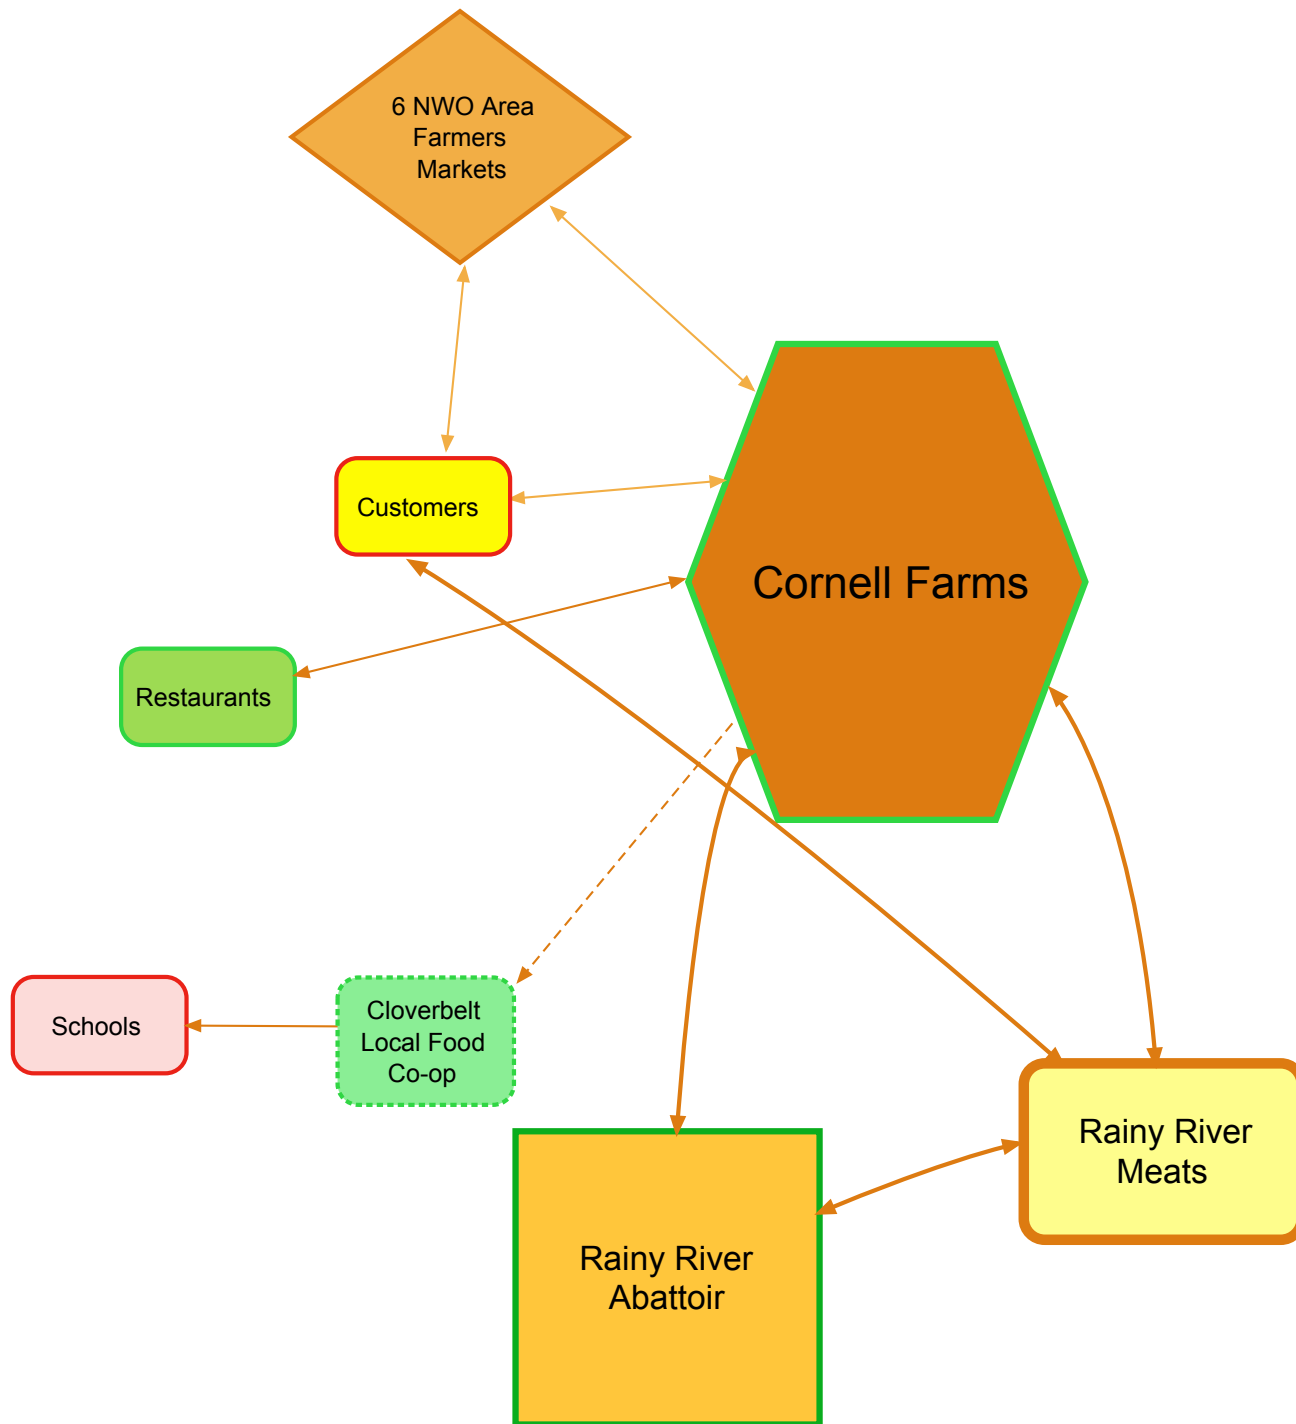 6 NWO Area
Farmers
Markets
Customers
Cornell Farms
Restaurants
Schools
Cloverbelt
Local Food
Co-op
Rainy River
Meats
Rainy River
Abattoir